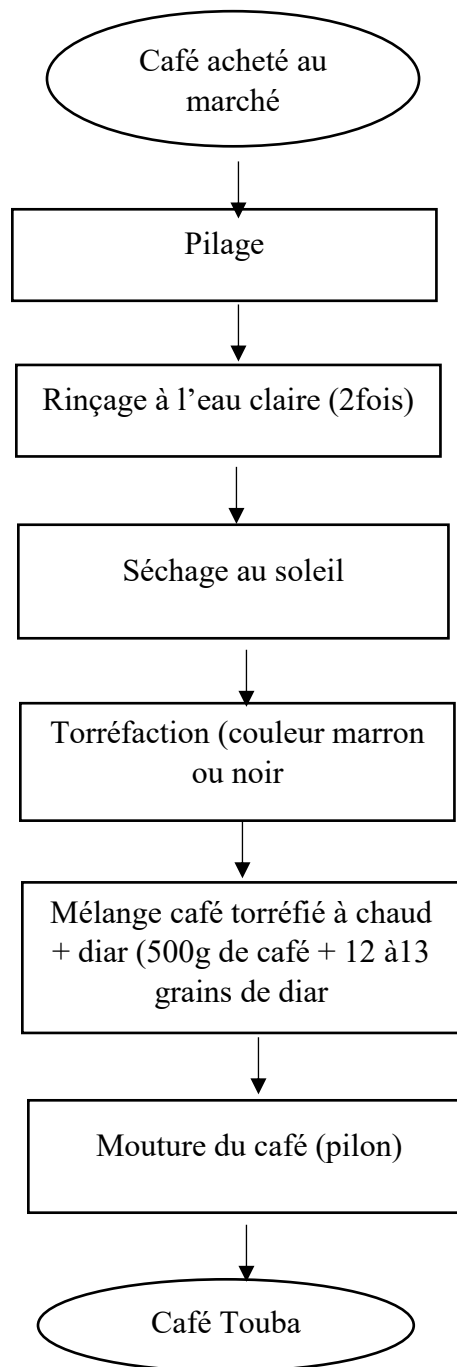 Café acheté au
marché
Pilage
Rinçage à l’eau claire (2fois)
Séchage au soleil
Torréfaction (couleur marron
ou noir
Mélange café torréfié à chaud
+ diar (500g de café + 12 à13
grains de diar
Mouture du café (pilon)
Café Touba